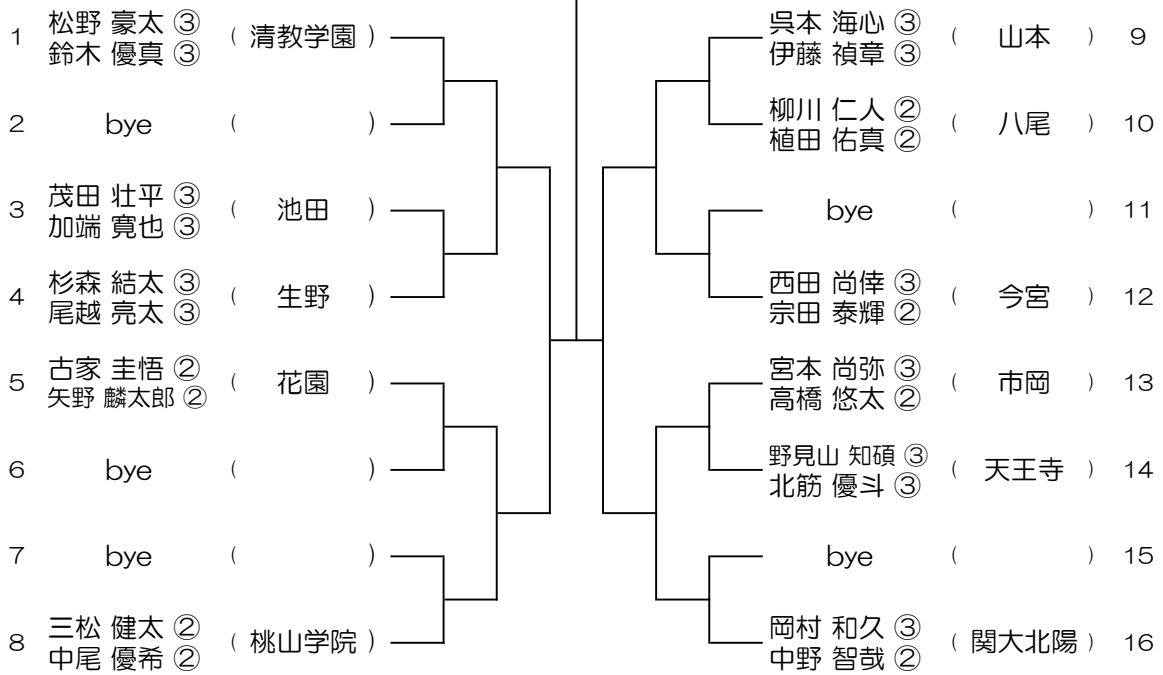 1 松野 豪太 ③ ( 清教学園 )
鈴木 優真 ③
2 bye ( )
3 茂田 壮平 ③ ( 池田 )
加端 寛也 ③
4 杉森 結太 ③ ( 生野 )
尾越 亮太 ③
5 古家 圭悟 ② ( 花園 )
矢野 麟太郎 ②
6 bye ( )
7 bye ( )
8 三松 健太 ② ( 桃山学院 )
中尾 優希 ②
呉本 海心 ③ ( 山本 ) 9
伊藤 禎章 ③
柳川 仁人 ② ( 八尾 ) 10
植田 佑真 ②
bye ( ) 11
西田 尚倖 ③ ( 今宮 ) 12
宗田 泰輝 ②
宮本 尚弥 ③ ( 市岡 ) 13
高橋 悠太 ②
野見山 知碩 ③ ( 天王寺 ) 14
北筋 優斗 ③
bye ( ) 15
岡村 和久 ③ ( 関大北陽 ) 16
中野 智哉 ②